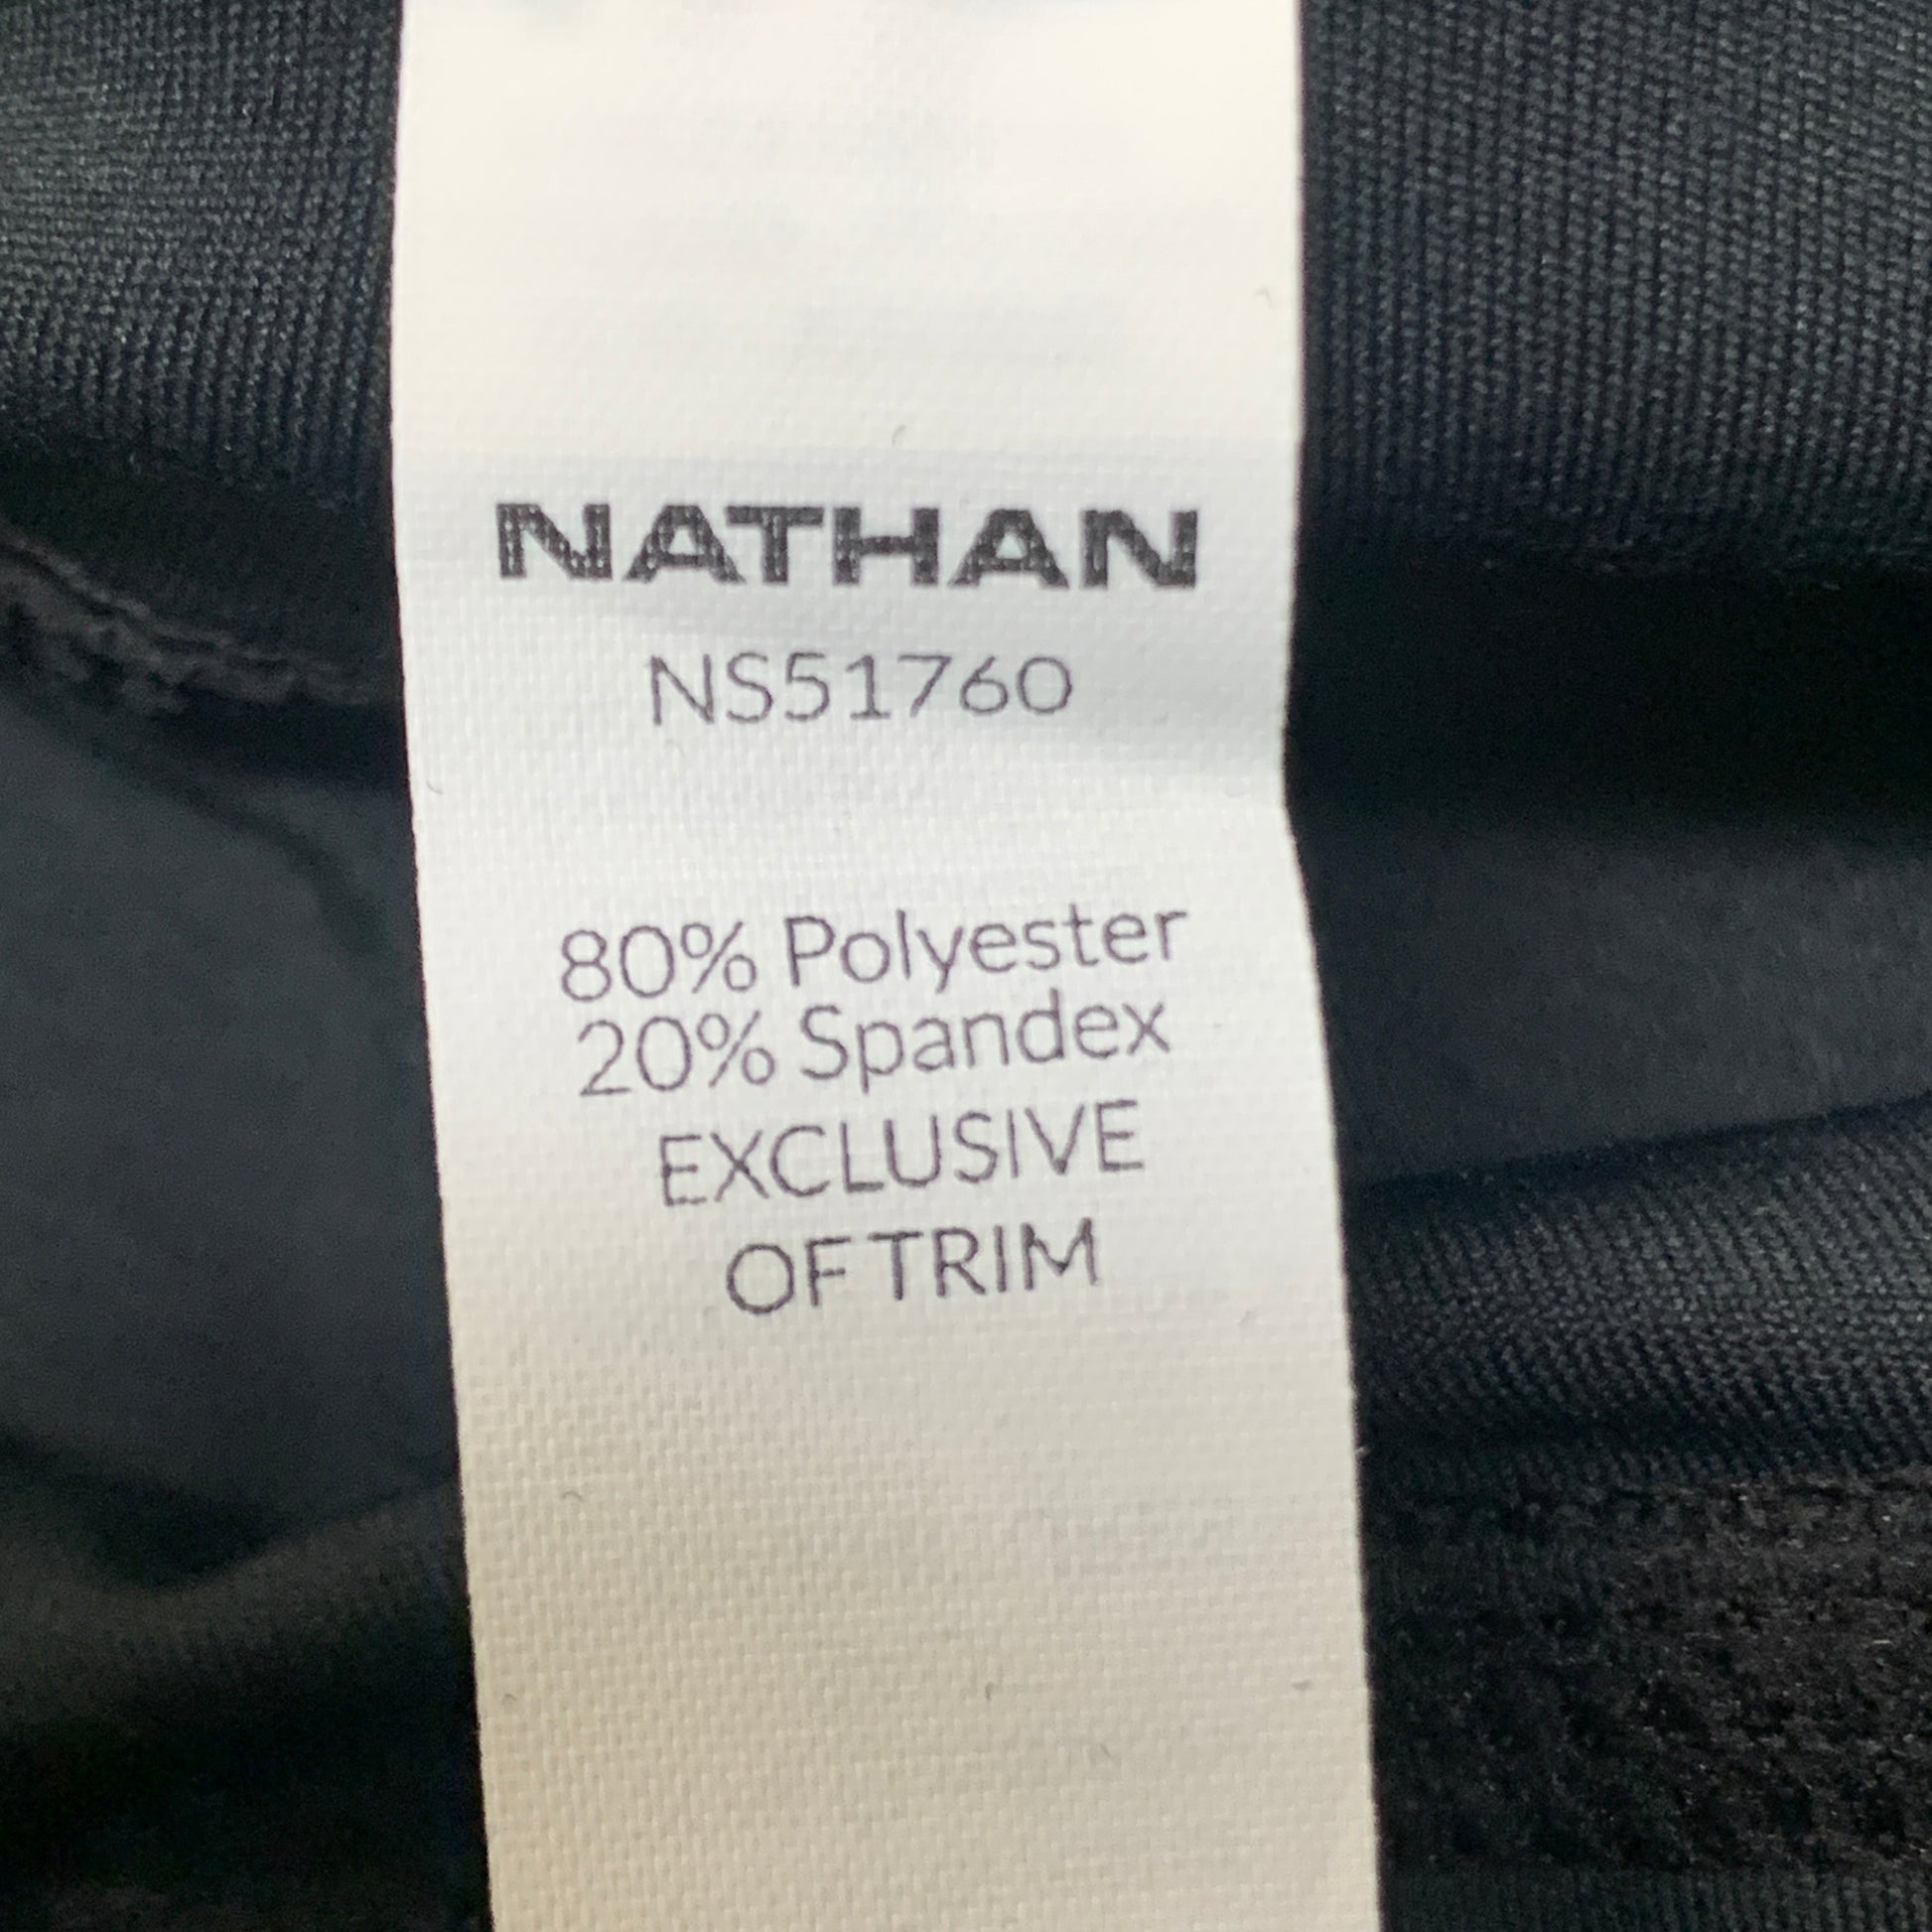 NATHAN
NS51760
80% Polyester
20% Spandex
EXCLUSIVE
OF TRIM